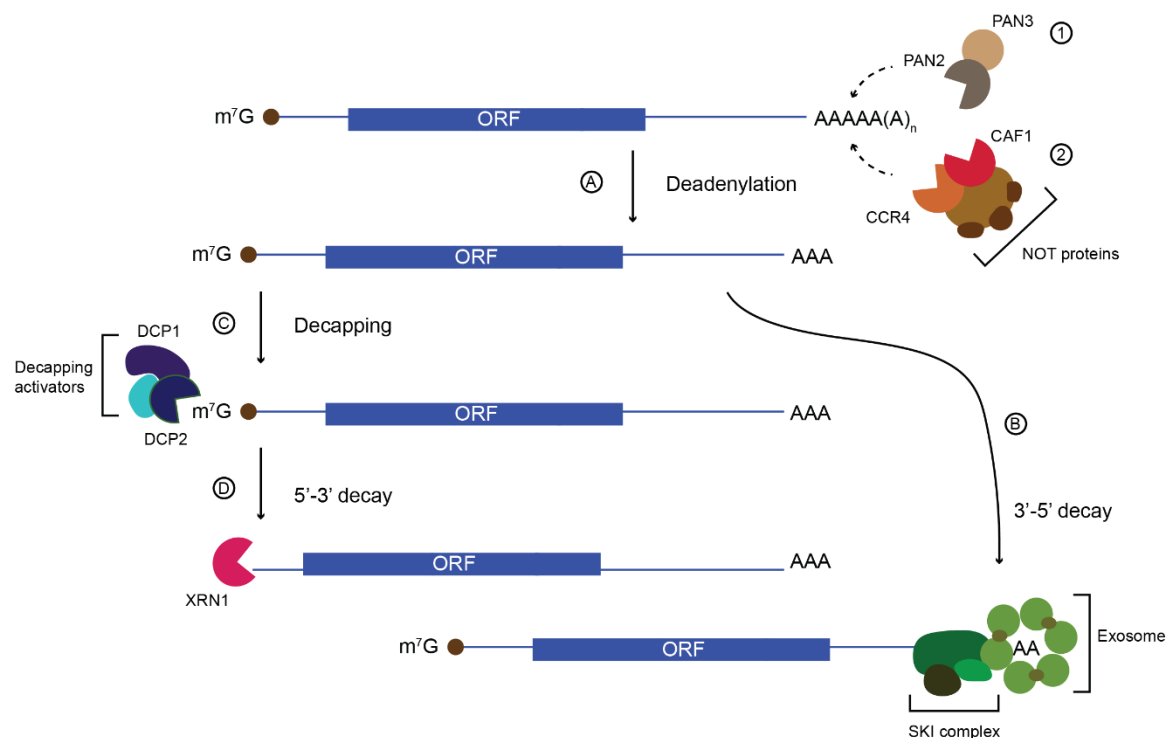 PAN3
①
PAN2
m⁷G
ORF
AAAAA(A)ₙ
CAF1
②
Ⓐ
Deadenylation
CCR4
NOT proteins
m⁷G
ORF
AAA
DCP1
Ⓒ
Decapping
Decapping
activators
m⁷G
ORF
AAA
DCP2
Ⓑ
Ⓓ
5'-3' decay
3'-5' decay
ORF
AAA
XRN1
m⁷G
ORF
AA
Exosome
SKI complex